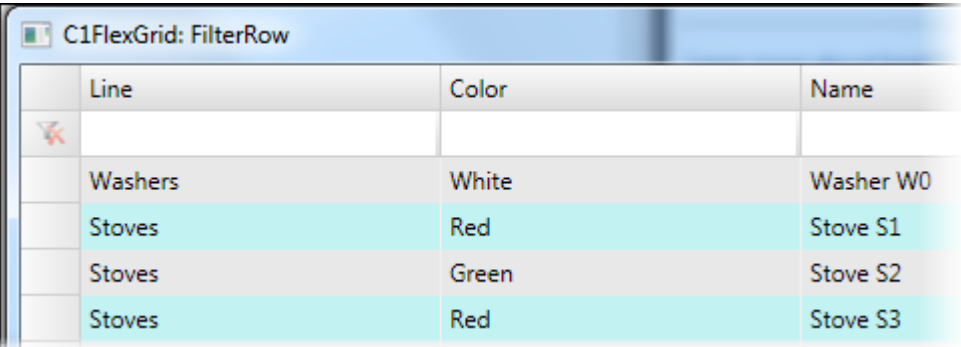 C1FlexGrid: FilterRow
Line Color Name
Washers White Washer W0
Stoves Red Stove S1
Stoves Green Stove S2
Stoves Red Stove S3